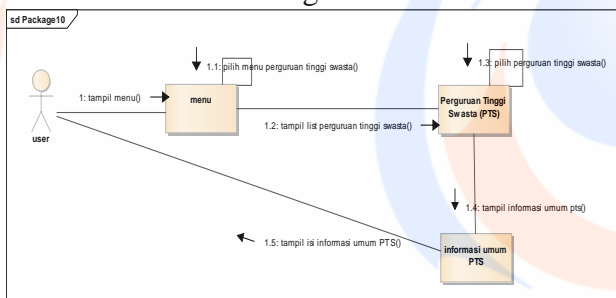 sd Package10
1.1: pilih menu perguruan tinggi swasta()
1.3: pilih perguruan tinggi swasta()
1: tampil menu()
menu
Perguruan Tinggi
Swasta (PTS)
1.2: tampil list perguruan tinggi swasta()
user
1.4: tampil informasi umum pts()
1.5: tampil isi informasi umum PTS()
informasi umum
PTS